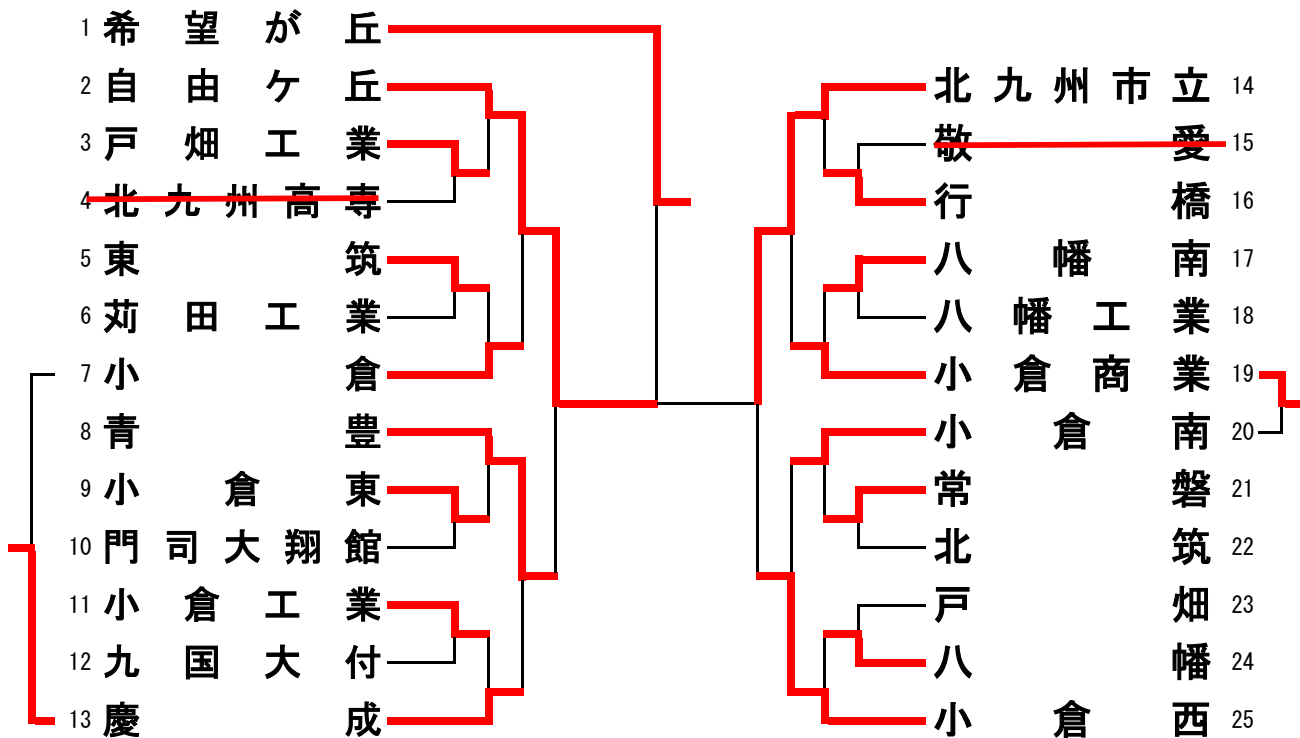 1 希望が丘
2 自由ケ丘
3 戸畑工業
4 北九州高専
5 東筑
6 苅田工業
7 小倉
8 青豊
9 小倉東
10 門司大翔館
11 小倉工業
12 九国大付
13 慶成
北九州市立 14
敬愛 15
行橋 16
八幡南 17
八幡工業 18
小倉商業 19
小倉南 20
常磐 21
北筑 22
戸畑 23
八幡 24
小倉西 25